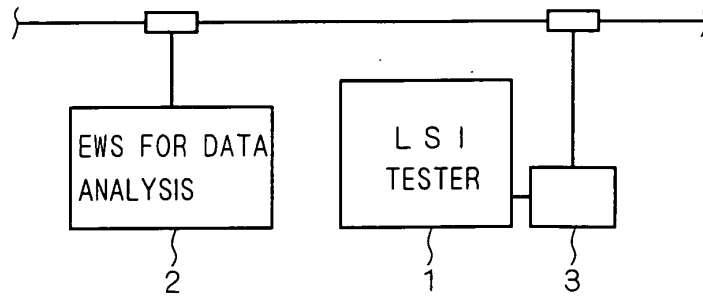 EWS FOR DATA
ANALYSIS
L S I
TESTER
2
1
3